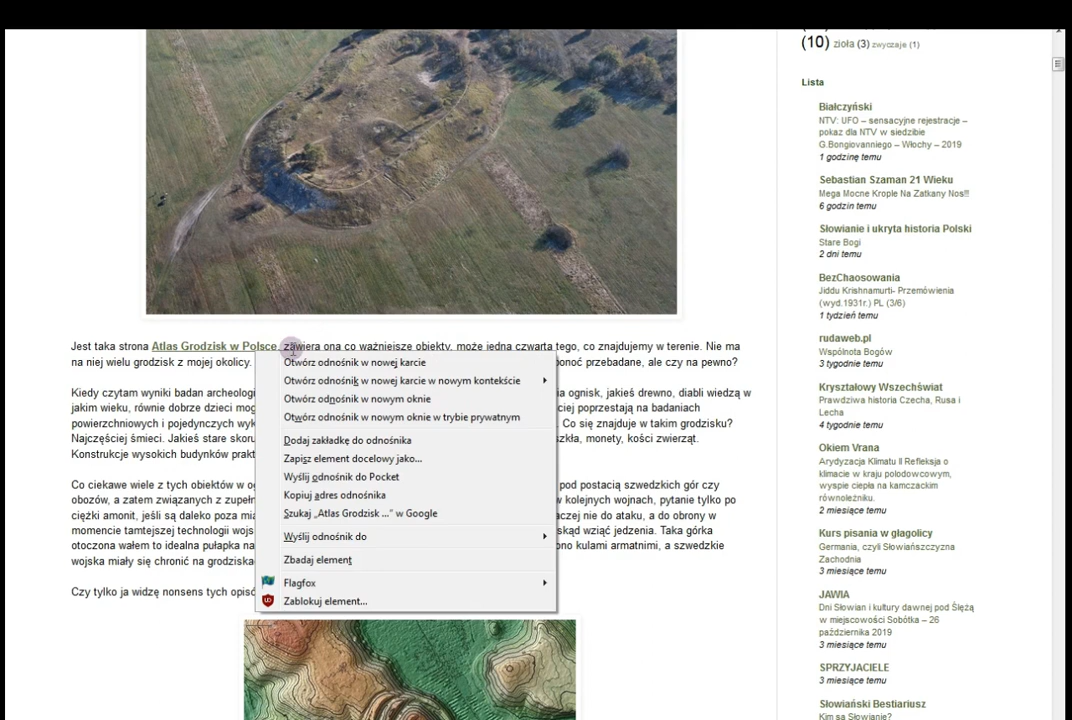 (10) zioła (3) zwyczaje (1)
Lista
Białczyński
NTV: UFO – sensacyjne rejestracje –
pokaz dla NTV w siedzibie
G.Bongiovanniego – Włochy – 2019
1 godzinę temu
Sebastian Szaman 21 Wieku
Mega Mocne Krople Na Zatkany Nos!!!
6 godzin temu
Słowianie i ukryta historia Polski
Stare Bogi
2 dni temu
BezChaosowania
Jiddu Krishnamurti- Przemówienia
(wyd.1931r.) PL (3/6)
1 tydzień temu
rudaweb.pl
Wspólnota Bogów
3 tygodnie temu
Kryształowy Wszechświat
Prawdziwa historia Czecha, Rusa i
Lecha
4 tygodnie temu
Okiem Vrana
Arydyzacja Klimatu II Refleksja o
klimacie w kraju polodowcowym,
wyspie ciepła na kamczackim
równoleżniku.
2 miesiące temu
Kurs pisania w głagolicy
Germania, czyli Słowiańszczyzna
Zachodnia
3 miesiące temu
JAWIA
Dni Słowian i kultury dawnej pod Ślężą
w miejscowości Sobótka – 26
października 2019
3 miesiące temu
SPRZYJACIELE
3 miesiące temu
Słowiański Bestiariusz
Kim są Słowianie?
Jest taka strona Atlas Grodzisk w Polsce, zawiera ona co ważniejsze obiekty, może jedna czwarta tego, co znajdujemy w terenie. Nie ma
na niej wielu grodzisk z mojej okolicy. ponoć przebadane, ale czy na pewno?
Kiedy czytam wyniki badan archeologi ia ognisk, jakieś drewno, diabli wiedzą w
jakim wieku, równie dobrze dzieci mog ciej poprzestają na badaniach
powierzchniowych i pojedynczych wyk . Co się znajduje w takim grodzisku?
Najczęściej śmieci. Jakieś stare skoru szkła, monety, kości zwierząt.
Konstrukcje wysokich budynków prakt
Co ciekawe wiele z tych obiektów w og pod postacią szwedzkich gór czy
obozów, a zatem związanych z zupełn w kolejnych wojnach, pytanie tylko po
ciężki amonit, jeśli są daleko poza mia aczej nie do ataku, a do obrony w
momencie tamtejszej technologii wojs skąd wziąć jedzenia. Taka górka
otoczona wałem to idealna pułapka na ono kulami armatnimi, a szwedzkie
wojska miały się chronić na grodziska
Czy tylko ja widzę nonsens tych opisó
Otwórz odnośnik w nowej karcie
Otwórz odnośnik w nowej karcie w nowym kontekście
Otwórz odnośnik w nowym oknie
Otwórz odnośnik w nowym oknie w trybie prywatnym
Dodaj zakładkę do odnośnika
Zapisz element docelowy jako...
Wyślij odnośnik do Pocket
Kopiuj adres odnośnika
Szukaj „Atlas Grodzisk ...” w Google
Wyślij odnośnik do
Zbadaj element
Flagfox
Zablokuj element...